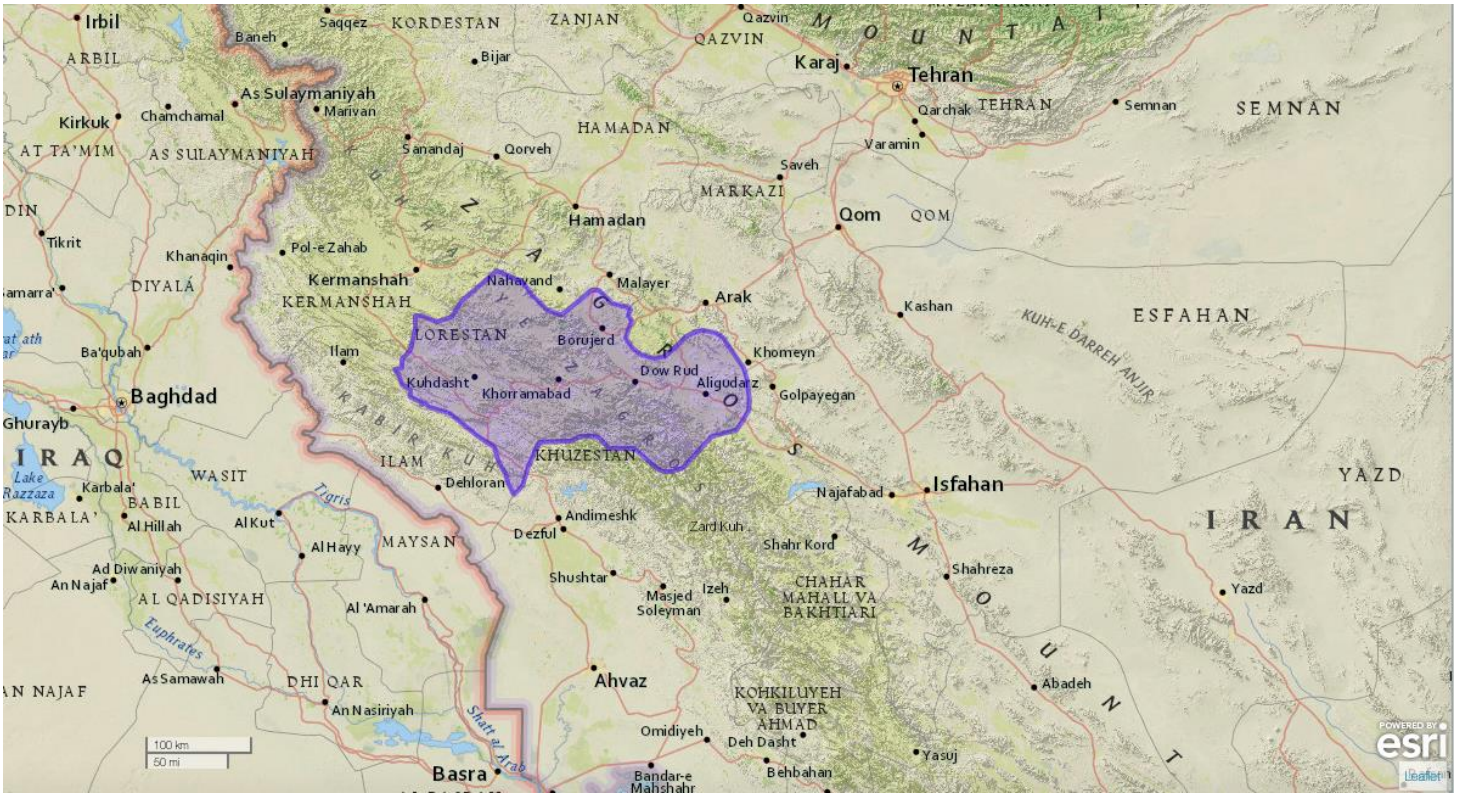 Irbil
Saqqez
KORDESTAN
ZANJAN
Qazvin
QAZVIN
MOUNTAI
Baneh
ARBIL
Bijar
Karaj
Tehran
As Sulaymaniyah
Marivan
Chamchamal
Kirkuk
Qarchak
TEHRAN
Semnan
SEMNAN
HAMADAN
AT TA'MIM
AS SULAYMANIYAH
Sanandaj
Qorveh
Varamin
Saveh
MARKAZI
DIN
Tikrit
Hamadan
Qom
QOM
Khanaqin
Pol-e Zahab
Kermanshah
KERMANSHAH
Nahavand
Malayer
Arak
Kashan
ESFAHAN
KUH-E DARREH ANJIR
amarra'
DIYALÁ
LORESTAN
Borujerd
Khomeyn
Ba'qubah
Ilam
Kuhdasht
Khorramabad
Dow Rud
Aligudarz
Golpayegan
Baghdad
Ghurayb
KABIR KUH
ZAGROS
MOUNT
IRAQ
Lake
Razzaza
Karbala'
KARBALA'
BABIL
Al Hillah
WASIT
Tigris
ILAM
Dehloran
KHUZESTAN
Najafabad
Isfahan
YAZD
IRAN
Al Kut
Andimeshk
Dezful
Zard Kuh
Shahr Kord
MAYSAN
Al Hayy
Ad Diwaniyah
An Najaf
AL QADISIYAH
Shushtar
Masjed
Soleyman
Izeh
CHAHAR
MAHALL VA
BAKHTIARI
Shahreza
Yazd
Al 'Amarah
Euphrates
As Samawah
AN NAJAF
DHI QAR
An Nasiriyah
Ahvaz
KOHKILUYEH
VA BUYER
AHMAD
Abadeh
Shatt al Arab
Omidiyeh
Deh Dasht
Yasuj
Behbahan
Basra
Bandar-e
Mahshahr
100 km
50 mi
POWERED BY
esri
Leaflet